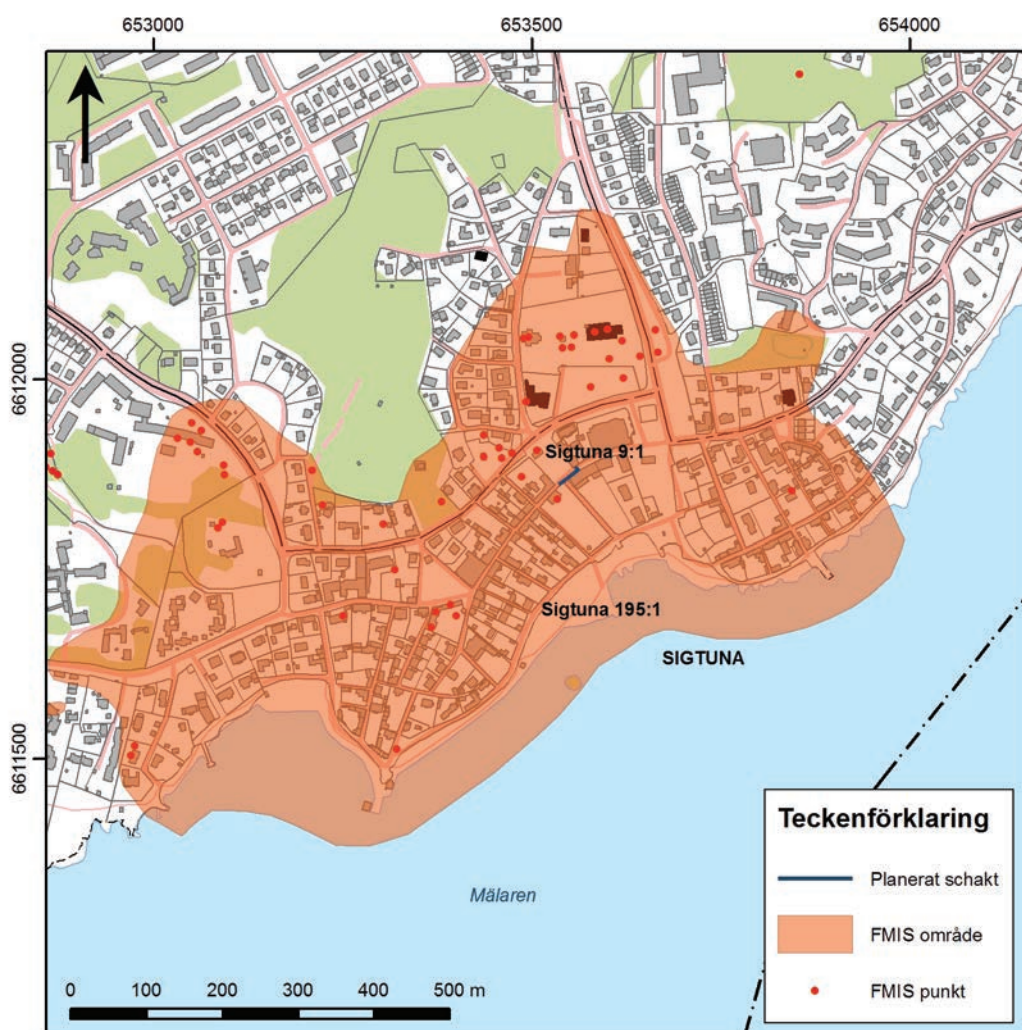 653000
653500
654000
6612000
Sigtuna 9:1
Sigtuna 195:1
SIGTUNA
6611500
Teckenförklaring
Planerat schakt
FMIS område
FMIS punkt
Mälaren
0 100 200 300 400 500 m